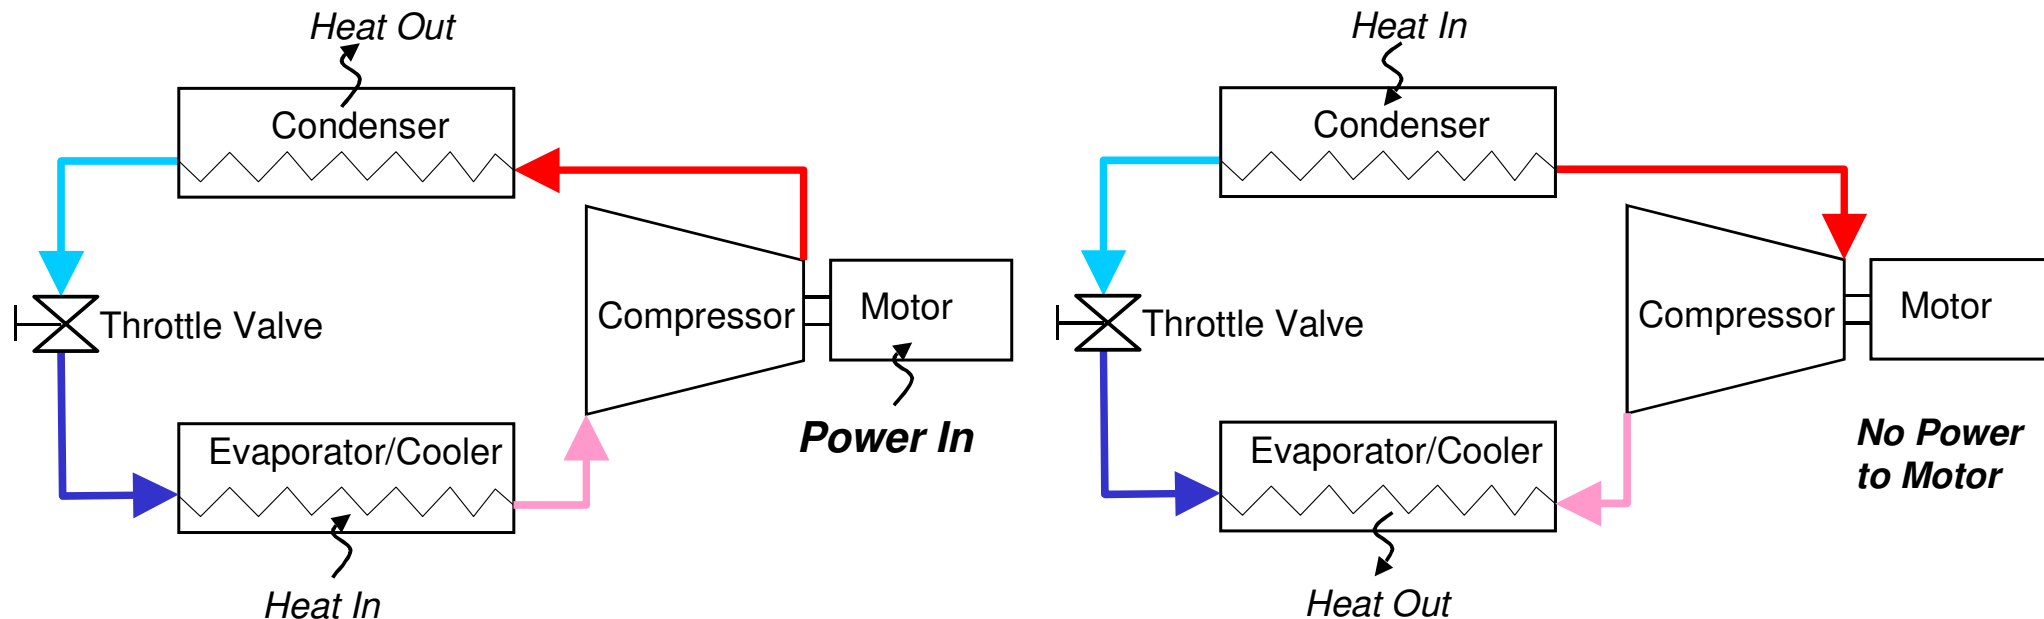 Heat Out
Condenser
Compressor
Motor
Throttle Valve
Power In
Evaporator/Cooler
Heat In
Heat In
Condenser
Compressor
Motor
Throttle Valve
No Power
to Motor
Evaporator/Cooler
Heat Out